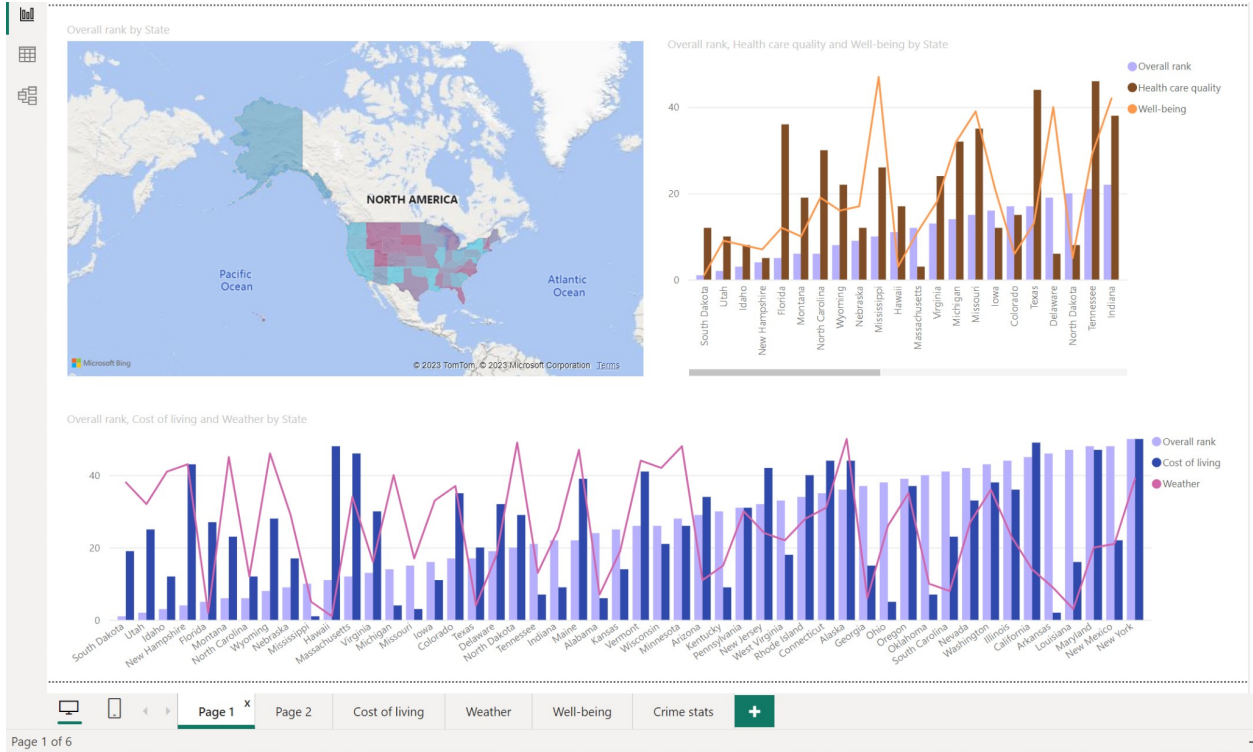 Overall rank by State
NORTH AMERICA
Pacific
Ocean
Atlantic
Ocean
Microsoft Bing
© 2023 TomTom, © 2023 Microsoft Corporation Terms
Overall rank, Health care quality and Well-being by State
Overall rank
Health care quality
Well-being
40
20
0
South Dakota
Utah
Idaho
New Hampshire
Florida
Montana
North Carolina
Wyoming
Nebraska
Mississippi
Hawaii
Massachusetts
Virginia
Michigan
Missouri
Iowa
Colorado
Texas
Delaware
North Dakota
Tennessee
Indiana
Overall rank, Cost of living and Weather by State
Overall rank
Cost of living
Weather
40
20
0
South Dakota
Utah
Idaho
New Hampshire
Florida
Montana
North Carolina
Wyoming
Nebraska
Mississippi
Hawaii
Massachusetts
Virginia
Michigan
Missouri
Iowa
Colorado
Texas
Delaware
North Dakota
Tennessee
Indiana
Maine
Alabama
Kansas
Vermont
Wisconsin
Minnesota
Arizona
Kentucky
Pennsylvania
New Jersey
West Virginia
Rhode Island
Connecticut
Alaska
Georgia
Ohio
Oregon
Oklahoma
South Carolina
Nevada
Washington
Illinois
California
Arkansas
Louisiana
Maryland
New Mexico
New York
Page 1 x
Page 2
Cost of living
Weather
Well-being
Crime stats
+
Page 1 of 6